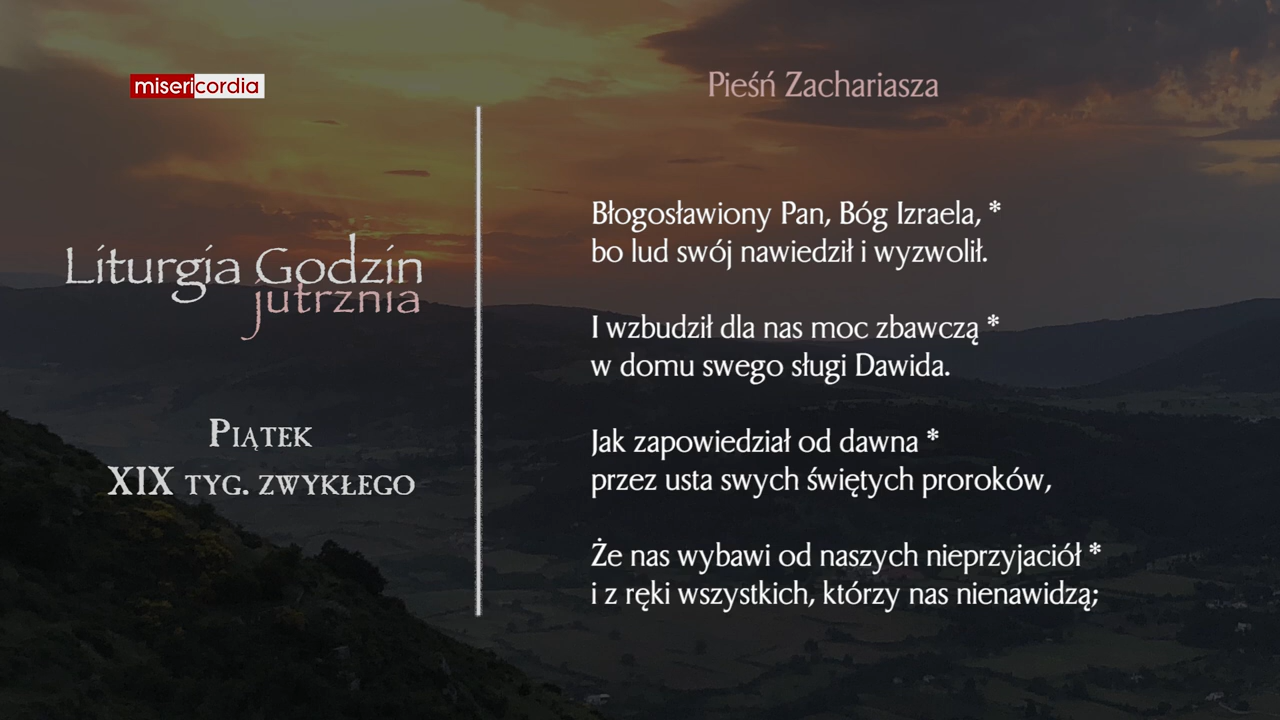 misericordia
Liturgia Godzin
jutrznia
Piątek
XIX tyg. zwykłego
Pieśń Zachariasza
Błogosławiony Pan, Bóg Izraela, *
bo lud swój nawiedził i wyzwolił.
I wzbudził dla nas moc zbawczą *
w domu swego sługi Dawida.
Jak zapowiedział od dawna *
przez usta swych świętych proroków,
Że nas wybawi od naszych nieprzyjaciół *
i z ręki wszystkich, którzy nas nienawidzą;